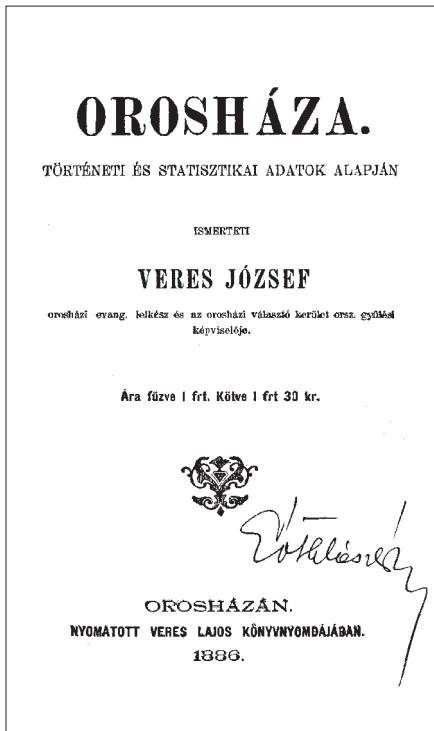 OROSHÁZA.
TÖRTÉNETI ÉS STATISZTIKAI ADATOK ALAPJÁN
ISMERTETI
VERES JÓZSEF
orosházi evang. lelkész és az orosházi választó kerület orsz. gyűlési
képviselője.
Ára fűzve 1 frt. Kötve 1 frt 30 kr.
OROSHÁZÁN.
NYOMATOTT VERES LAJOS KÖNYVNYOMDÁJÁBAN.
1886.